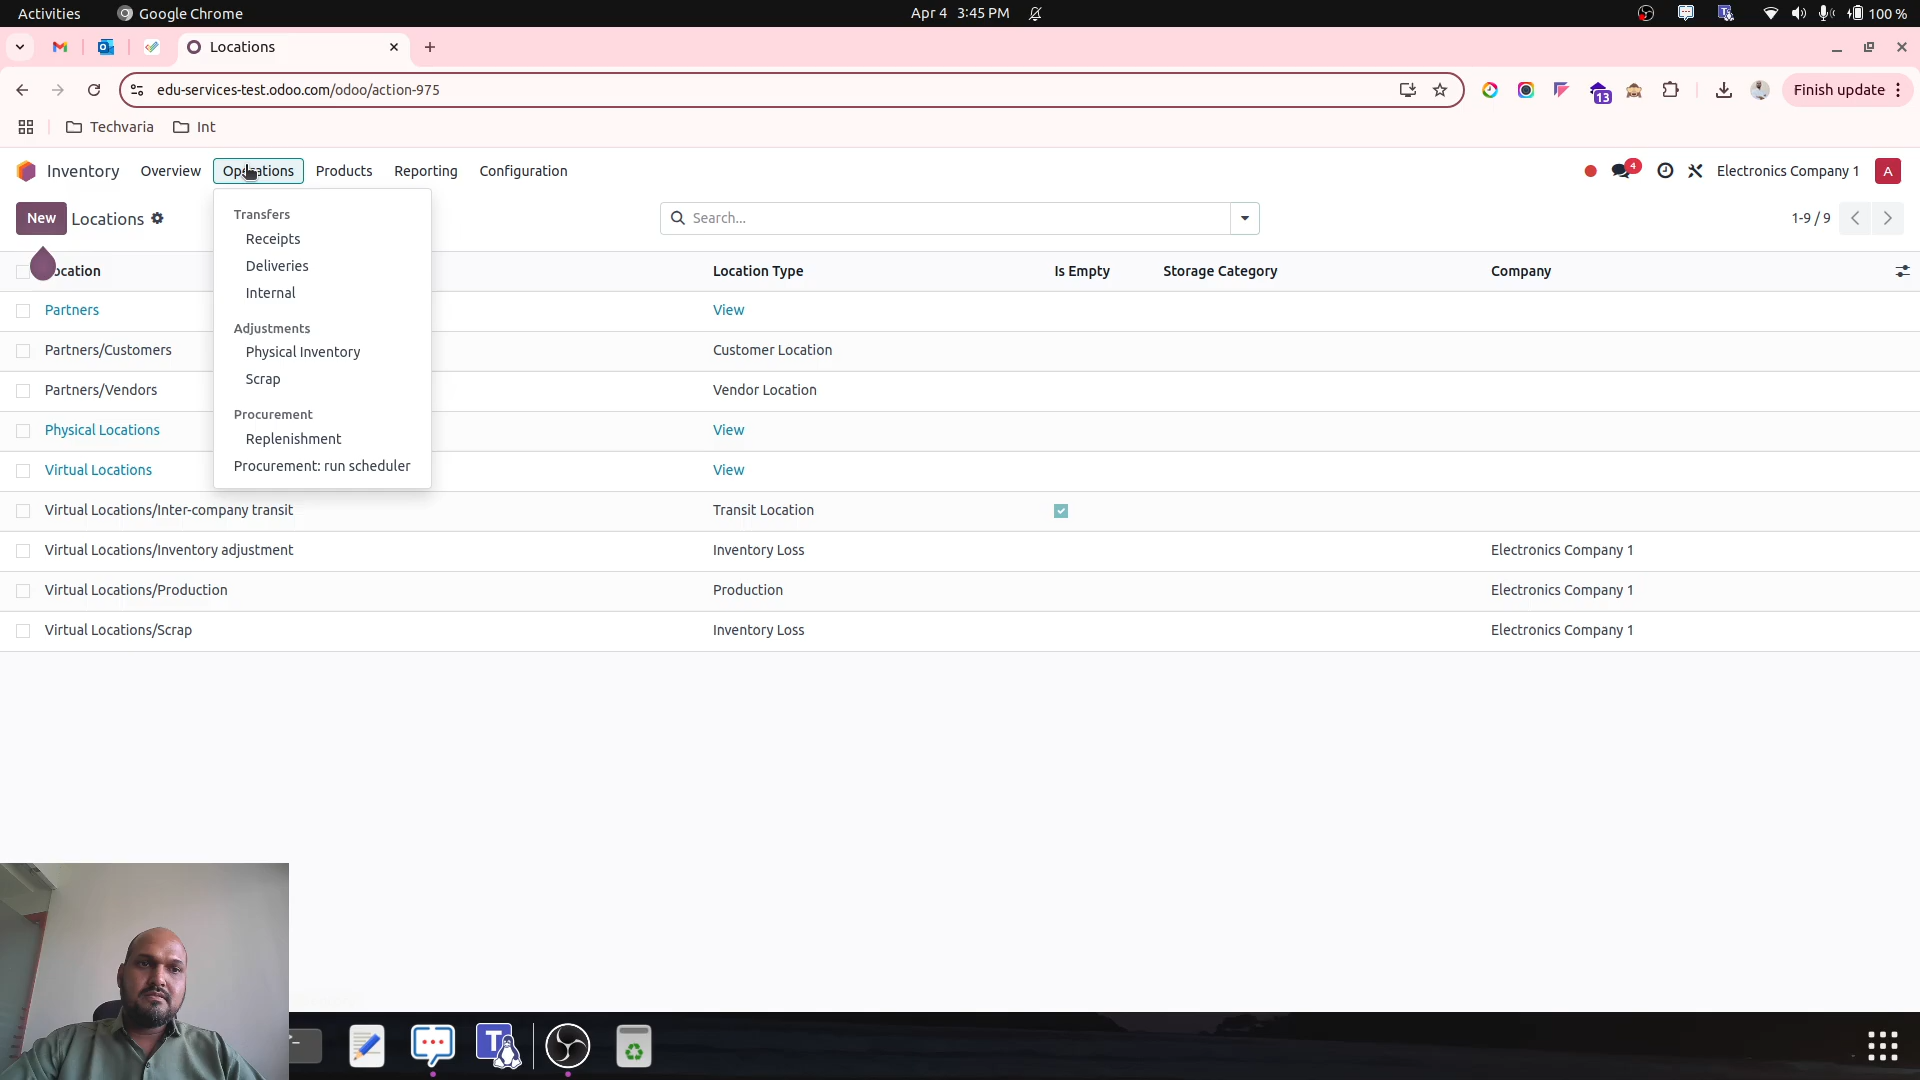 Activities Google Chrome Apr 4 3:45 PM 100 %
Locations
edu-services-test.odoo.com/odoo/action-975 13 Finish update
Techvaria Int
Inventory Overview Operations Products Reporting Configuration 4 Electronics Company 1 A
New Locations Search... 1-9 / 9
Transfers
Receipts
Deliveries
Internal
Adjustments
Physical Inventory
Scrap
Procurement
Replenishment
Procurement: run scheduler
ocation Location Type Is Empty Storage Category Company
Partners View
Partners/Customers Customer Location
Partners/Vendors Vendor Location
Physical Locations View
Virtual Locations View
Virtual Locations/Inter-company transit Transit Location
Virtual Locations/Inventory adjustment Inventory Loss Electronics Company 1
Virtual Locations/Production Production Electronics Company 1
Virtual Locations/Scrap Inventory Loss Electronics Company 1
T